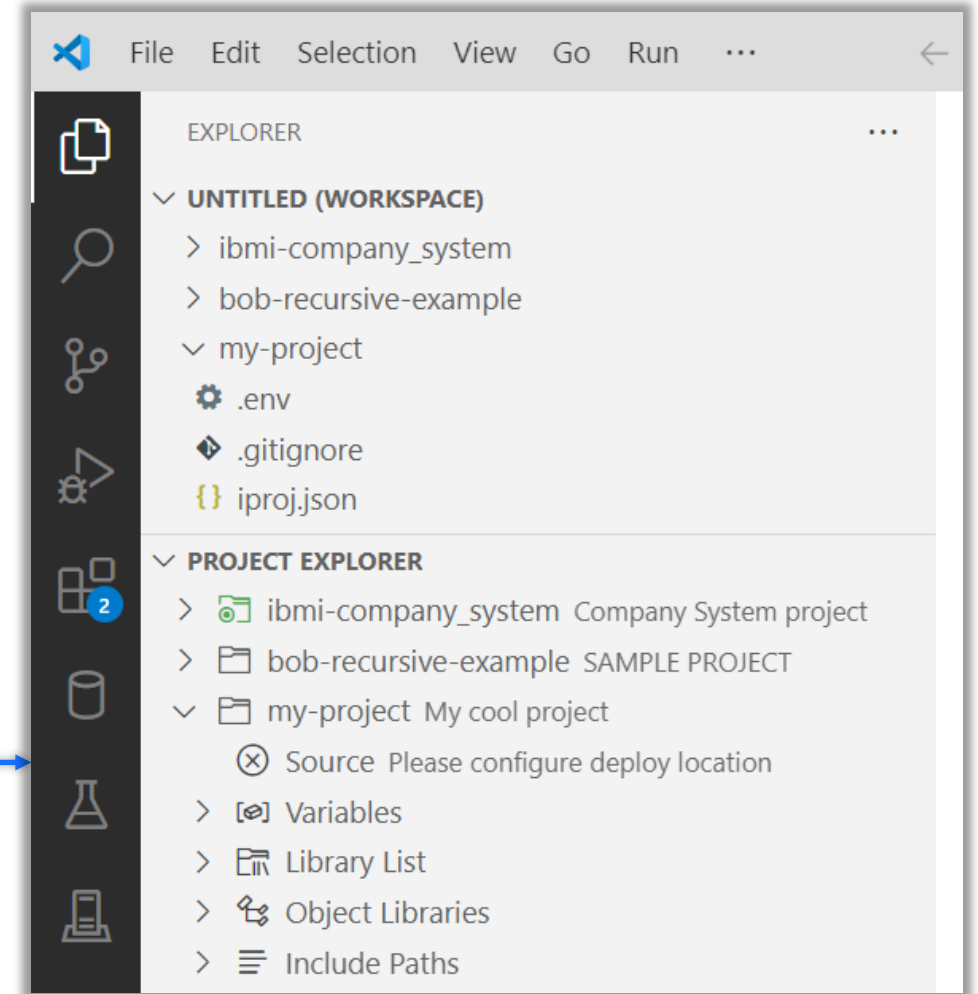 File Edit Selection View Go Run ...
EXPLORER ...
UNTITLED (WORKSPACE)
ibmi-company_system
bob-recursive-example
my-project
.env
.gitignore
{} iproj.json
PROJECT EXPLORER
ibmi-company_system Company System project
2
bob-recursive-example SAMPLE PROJECT
my-project My cool project
Source Please configure deploy location
Variables
Library List
Object Libraries
Include Paths